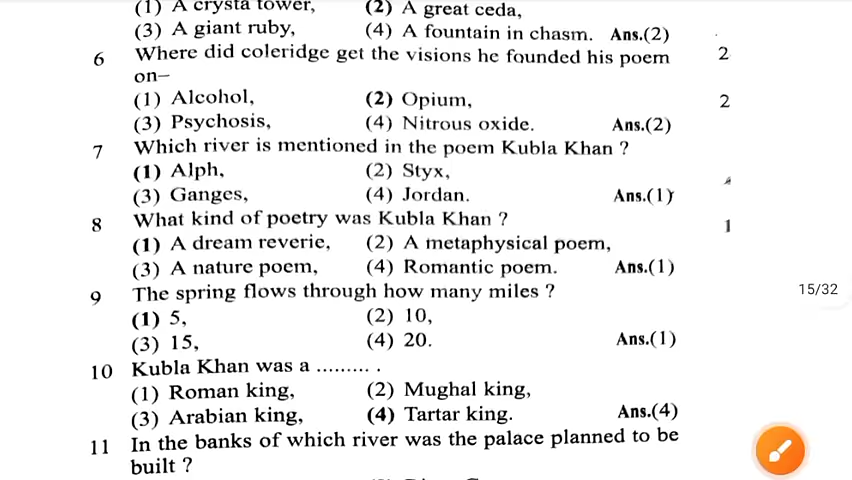 (1) A crysta tower, (2) A great ceda,
(3) A giant ruby, (4) A fountain in chasm. Ans.(2)
6 Where did coleridge get the visions he founded his poem 2
on–
(1) Alcohol, (2) Opium, 2
(3) Psychosis, (4) Nitrous oxide. Ans.(2)
7 Which river is mentioned in the poem Kubla Khan ?
(1) Alph, (2) Styx,
(3) Ganges, (4) Jordan. Ans.(1)
8 What kind of poetry was Kubla Khan ? 1
(1) A dream reverie, (2) A metaphysical poem,
(3) A nature poem, (4) Romantic poem. Ans.(1)
9 The spring flows through how many miles ? 15/32
(1) 5, (2) 10,
(3) 15, (4) 20. Ans.(1)
10 Kubla Khan was a ......... .
(1) Roman king, (2) Mughal king,
(3) Arabian king, (4) Tartar king. Ans.(4)
11 In the banks of which river was the palace planned to be
built ?